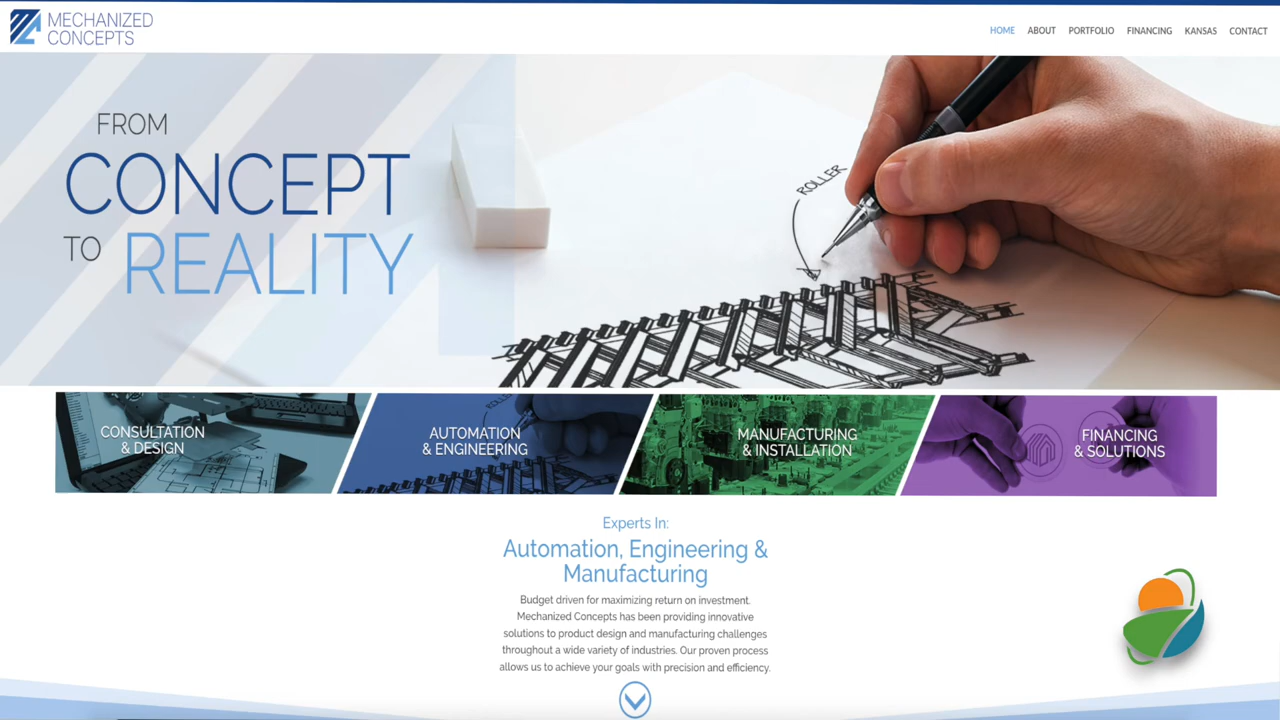 MECHANIZED
CONCEPTS
HOME ABOUT PORTFOLIO FINANCING KANSAS CONTACT
FROM
CONCEPT
TO REALITY
ROLLER
CONSULTATION
& DESIGN
AUTOMATION
& ENGINEERING
MANUFACTURING
& INSTALLATION
FINANCING
& SOLUTIONS
Experts In:
Automation, Engineering &
Manufacturing
Budget driven for maximizing return on investment.
Mechanized Concepts has been providing innovative
solutions to product design and manufacturing challenges
throughout a wide variety of industries. Our proven process
allows us to achieve your goals with precision and efficiency.